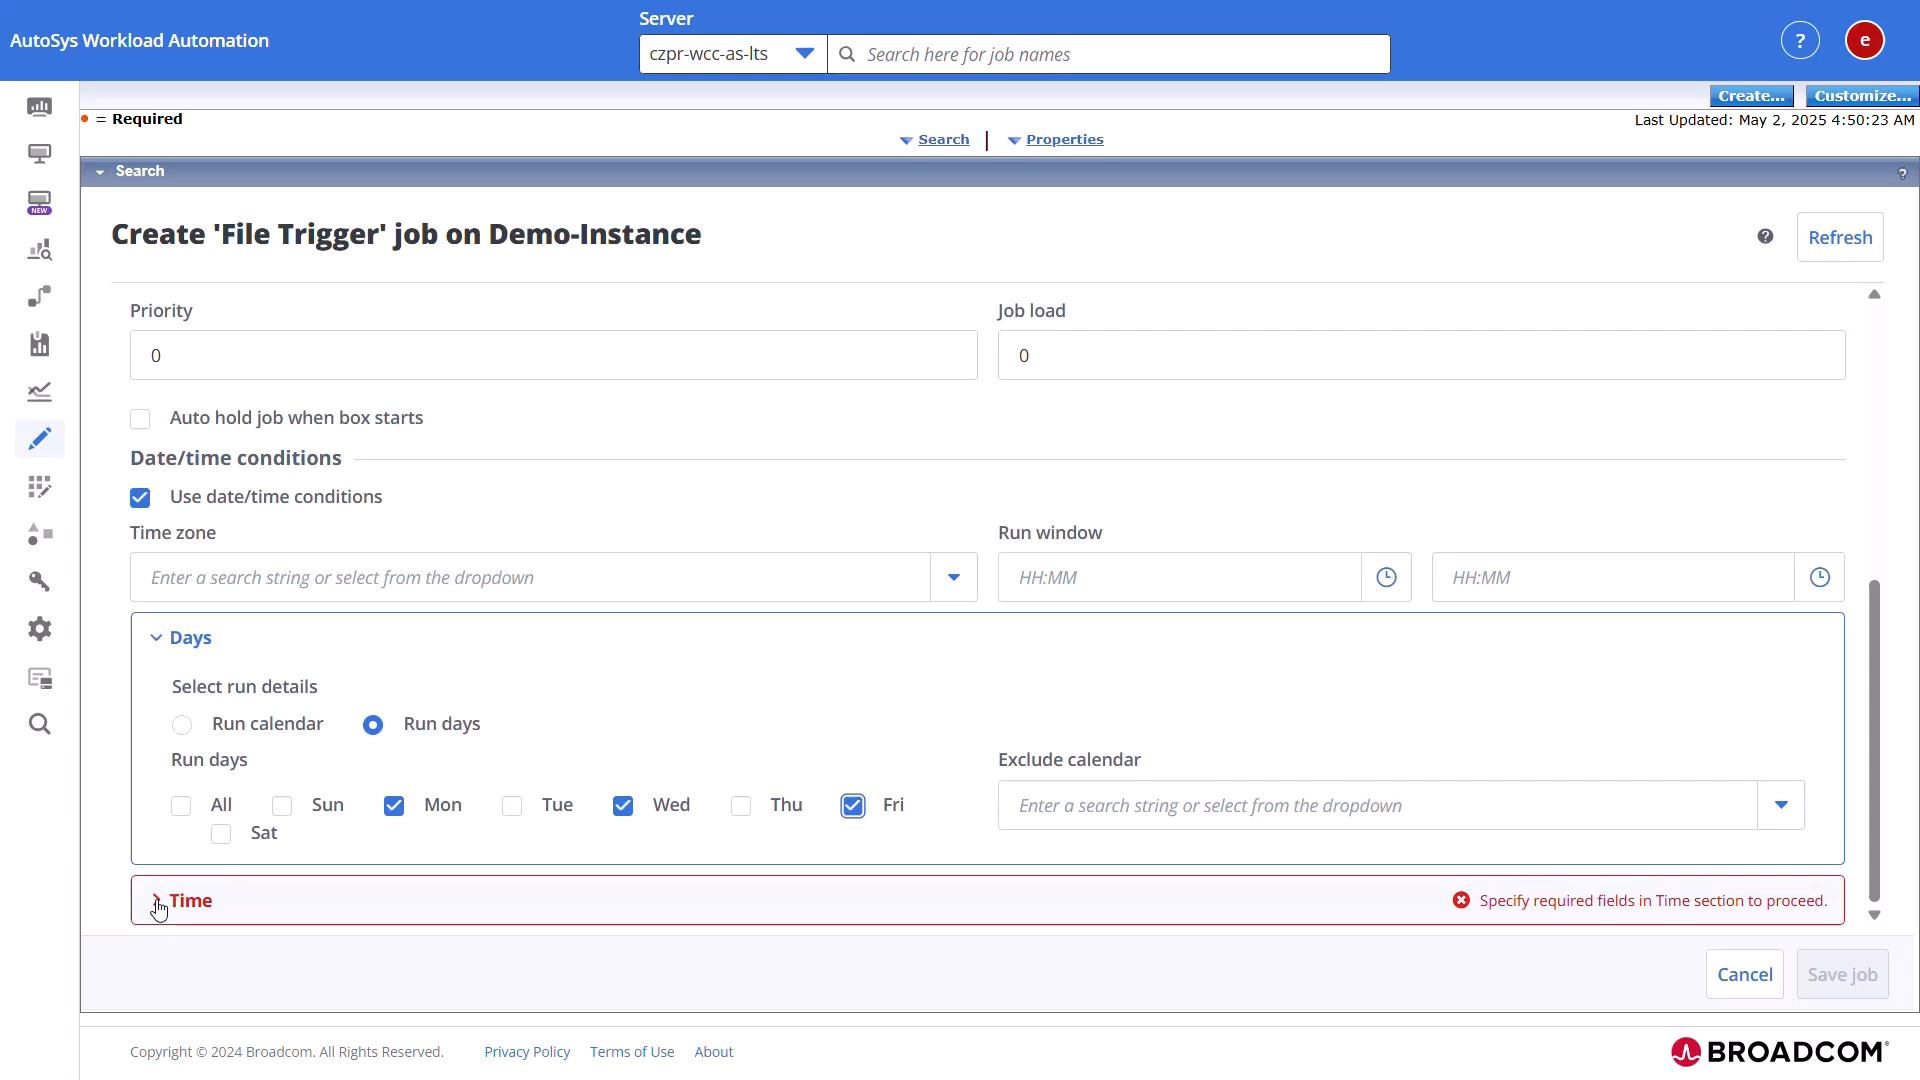 Server
AutoSys Workload Automation
czpr-wcc-as-lts
Search here for job names
?
e
Create...
Customize...
= Required
Last Updated: May 2, 2025 4:50:23 AM
Search
Properties
Search
?
NEW
Create 'File Trigger' job on Demo-Instance
?
Refresh
Priority
Job load
0
0
Auto hold job when box starts
Date/time conditions
Use date/time conditions
Time zone
Run window
Enter a search string or select from the dropdown
HH:MM
HH:MM
Days
Select run details
Run calendar
Run days
Run days
Exclude calendar
All
Sun
Mon
Tue
Wed
Thu
Fri
Sat
Enter a search string or select from the dropdown
Time
Specify required fields in Time section to proceed.
Cancel
Save job
Copyright © 2024 Broadcom. All Rights Reserved.
Privacy Policy
Terms of Use
About
BROADCOM®